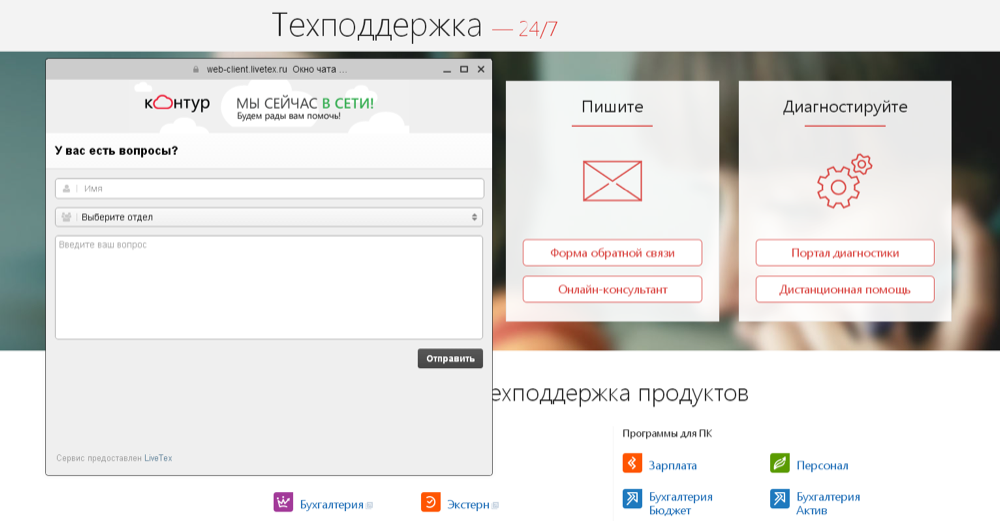 Техподдержка — 24/7
web-client.livetex.ru Окно чата ...
контур
МЫ СЕЙЧАС В СЕТИ!
Будем рады вам помочь!
У вас есть вопросы?
Имя
Выберите отдел
Введите ваш вопрос
Отправить
Сервис предоставлен LiveTex
Пишите
Форма обратной связи
Онлайн-консультант
Диагностируйте
Портал диагностики
Дистанционная помощь
ехподдержка продуктов
Программы для ПК
Зарплата
Персонал
Бухгалтерия
Экстерн
Бухгалтерия
Бюджет
Бухгалтерия
Актив